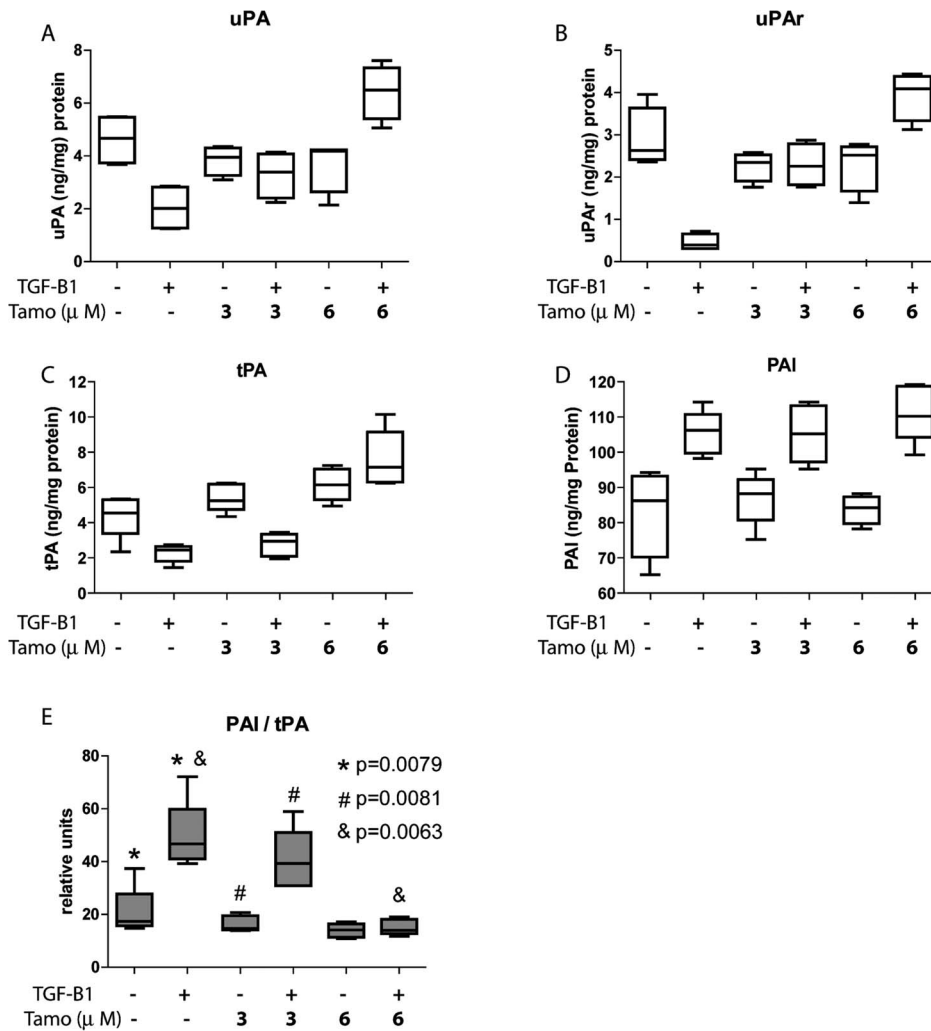 A
uPA
uPA (ng/mg) protein
8
6
4
2
0
TGF-B1 - + - + - +
Tamo (μ M) - - 3 3 6 6
B
uPAr
uPAr (ng/mg) protein
5
4
3
2
1
0
TGF-B1 - + - + - +
Tamo (μ M) - - 3 3 6 6
C
tPA
tPA (ng/mg protein)
12
10
8
6
4
2
0
TGF-B1 - + - + - +
Tamo (μ M) - - 3 3 6 6
D
PAI
PAI (ng/mg Protein)
120
110
100
90
80
70
60
TGF-B1 - + - + - +
Tamo (μ M) - - 3 3 6 6
E
PAI / tPA
relative units
80
60
40
20
0
* * & # # &
* p=0.0079
# p=0.0081
& p=0.0063
TGF-B1 - + - + - +
Tamo (μ M) - - 3 3 6 6